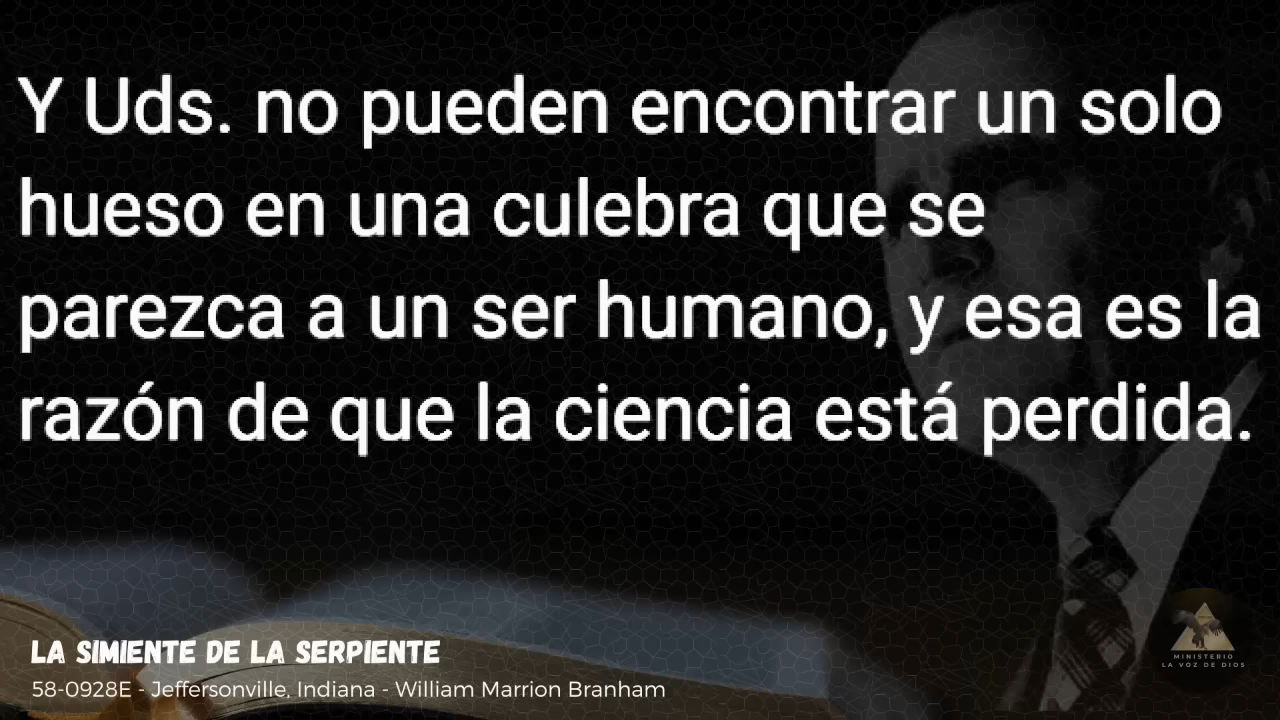 Y Uds. no pueden encontrar un solo
hueso en una culebra que se
parezca a un ser humano, y esa es la
razón de que la ciencia está perdida.
LA SIMIENTE DE LA SERPIENTE
58-0928E - Jeffersonville, Indiana - William Marrion Branham
MINISTERIO
LA VOZ DE DIOS